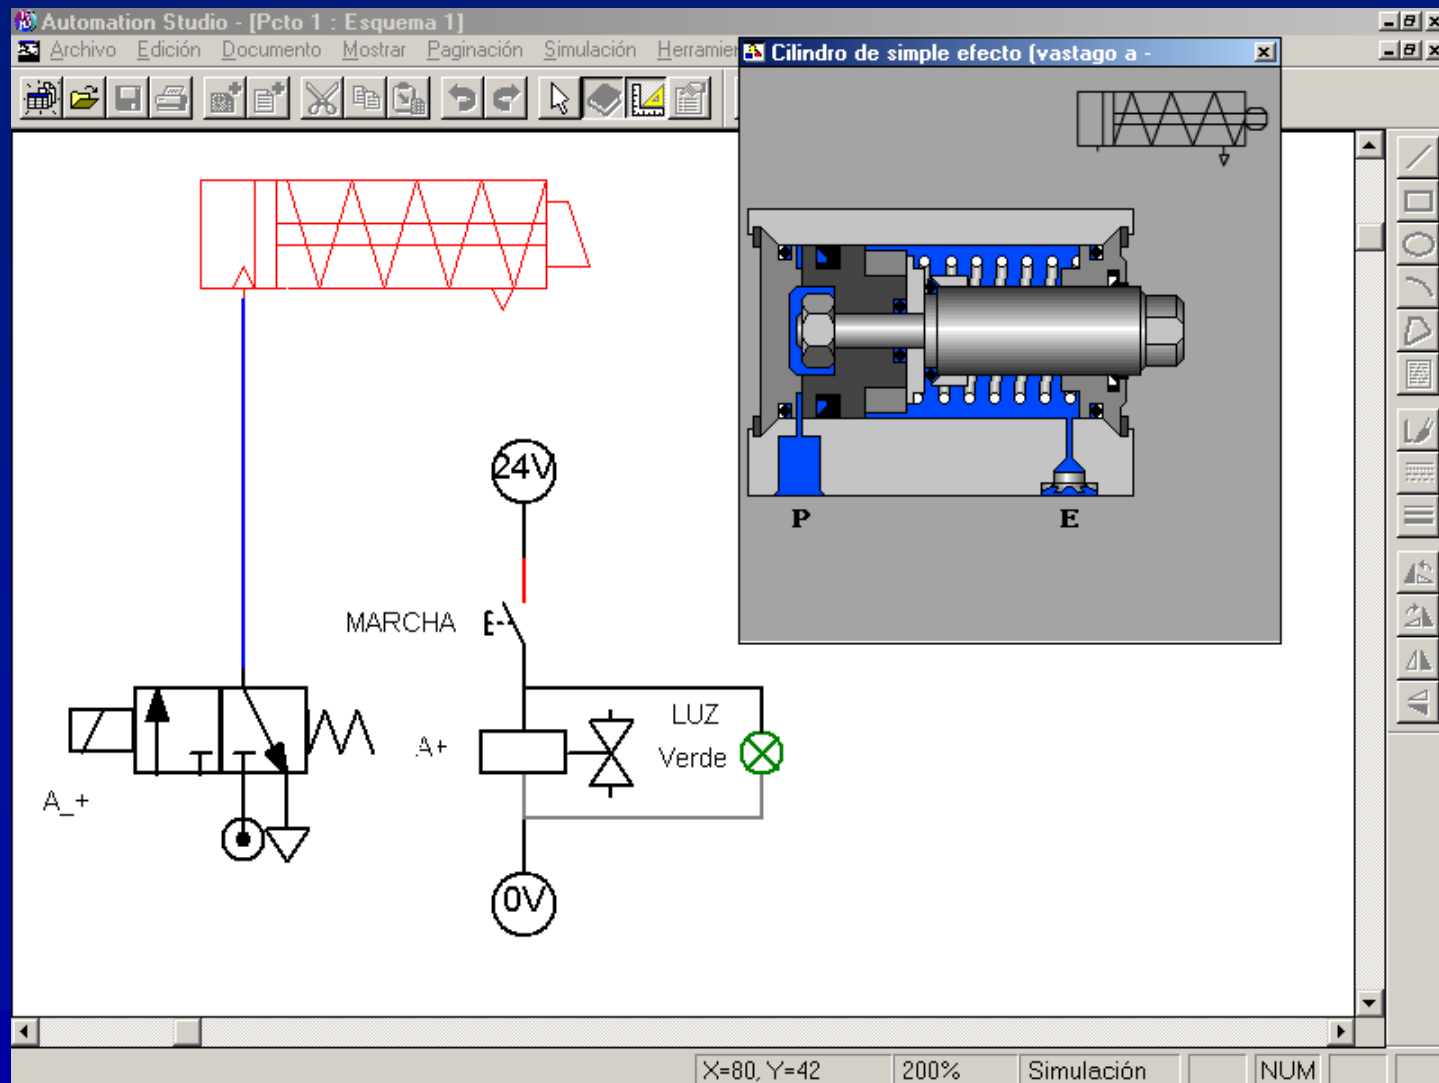 Automation Studio - [Pcto 1 : Esquema 1]
Archivo Edición Documento Mostrar Paginación Simulación Herramie
Cilindro de simple efecto (vastago a -
P
E
24V
MARCHA
A+
LUZ
Verde
A_+
0V
X=80, Y=42 200% Simulación NUM